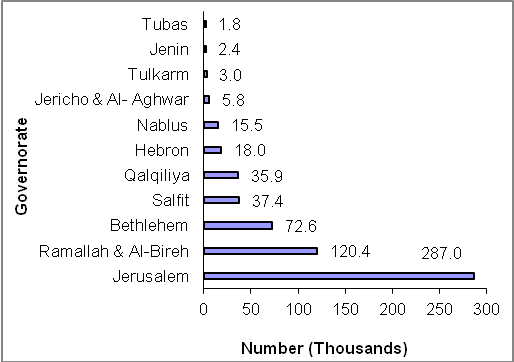 Governorate
Tubas 1.8
Jenin 2.4
Tulkarm 3.0
Jericho & Al- Aghwar 5.8
Nablus 15.5
Hebron 18.0
Qalqiliya 35.9
Salfit 37.4
Bethlehem 72.6
Ramallah & Al-Bireh 120.4
Jerusalem 287.0
0 50 100 150 200 250 300
Number (Thousands)